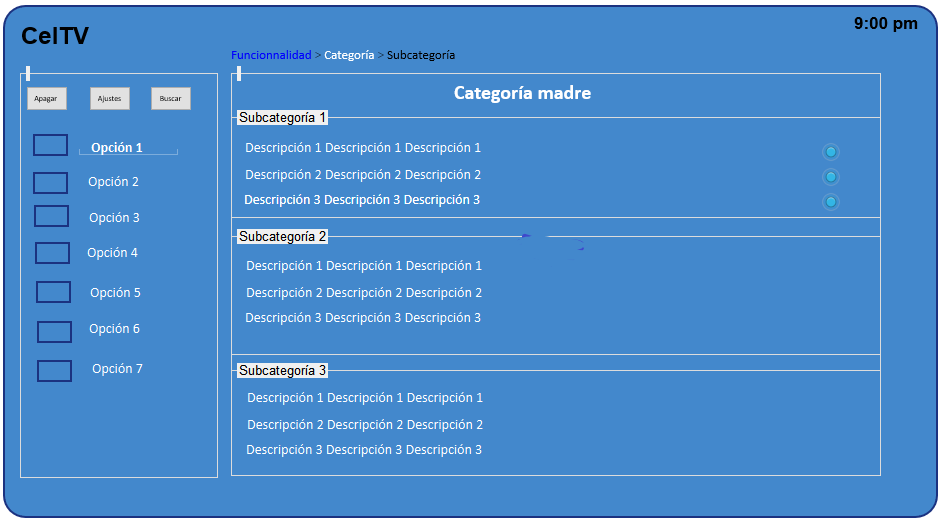 CelTV
9:00 pm
Funcionnalidad > Categoría > Subcategoría
Apagar
Ajustes
Buscar
Opción 1
Opción 2
Opción 3
Opción 4
Opción 5
Opción 6
Opción 7
Categoría madre
Subcategoría 1
Descripción 1 Descripción 1 Descripción 1
Descripción 2 Descripción 2 Descripción 2
Descripción 3 Descripción 3 Descripción 3
Subcategoría 2
Descripción 1 Descripción 1 Descripción 1
Descripción 2 Descripción 2 Descripción 2
Descripción 3 Descripción 3 Descripción 3
Subcategoría 3
Descripción 1 Descripción 1 Descripción 1
Descripción 2 Descripción 2 Descripción 2
Descripción 3 Descripción 3 Descripción 3